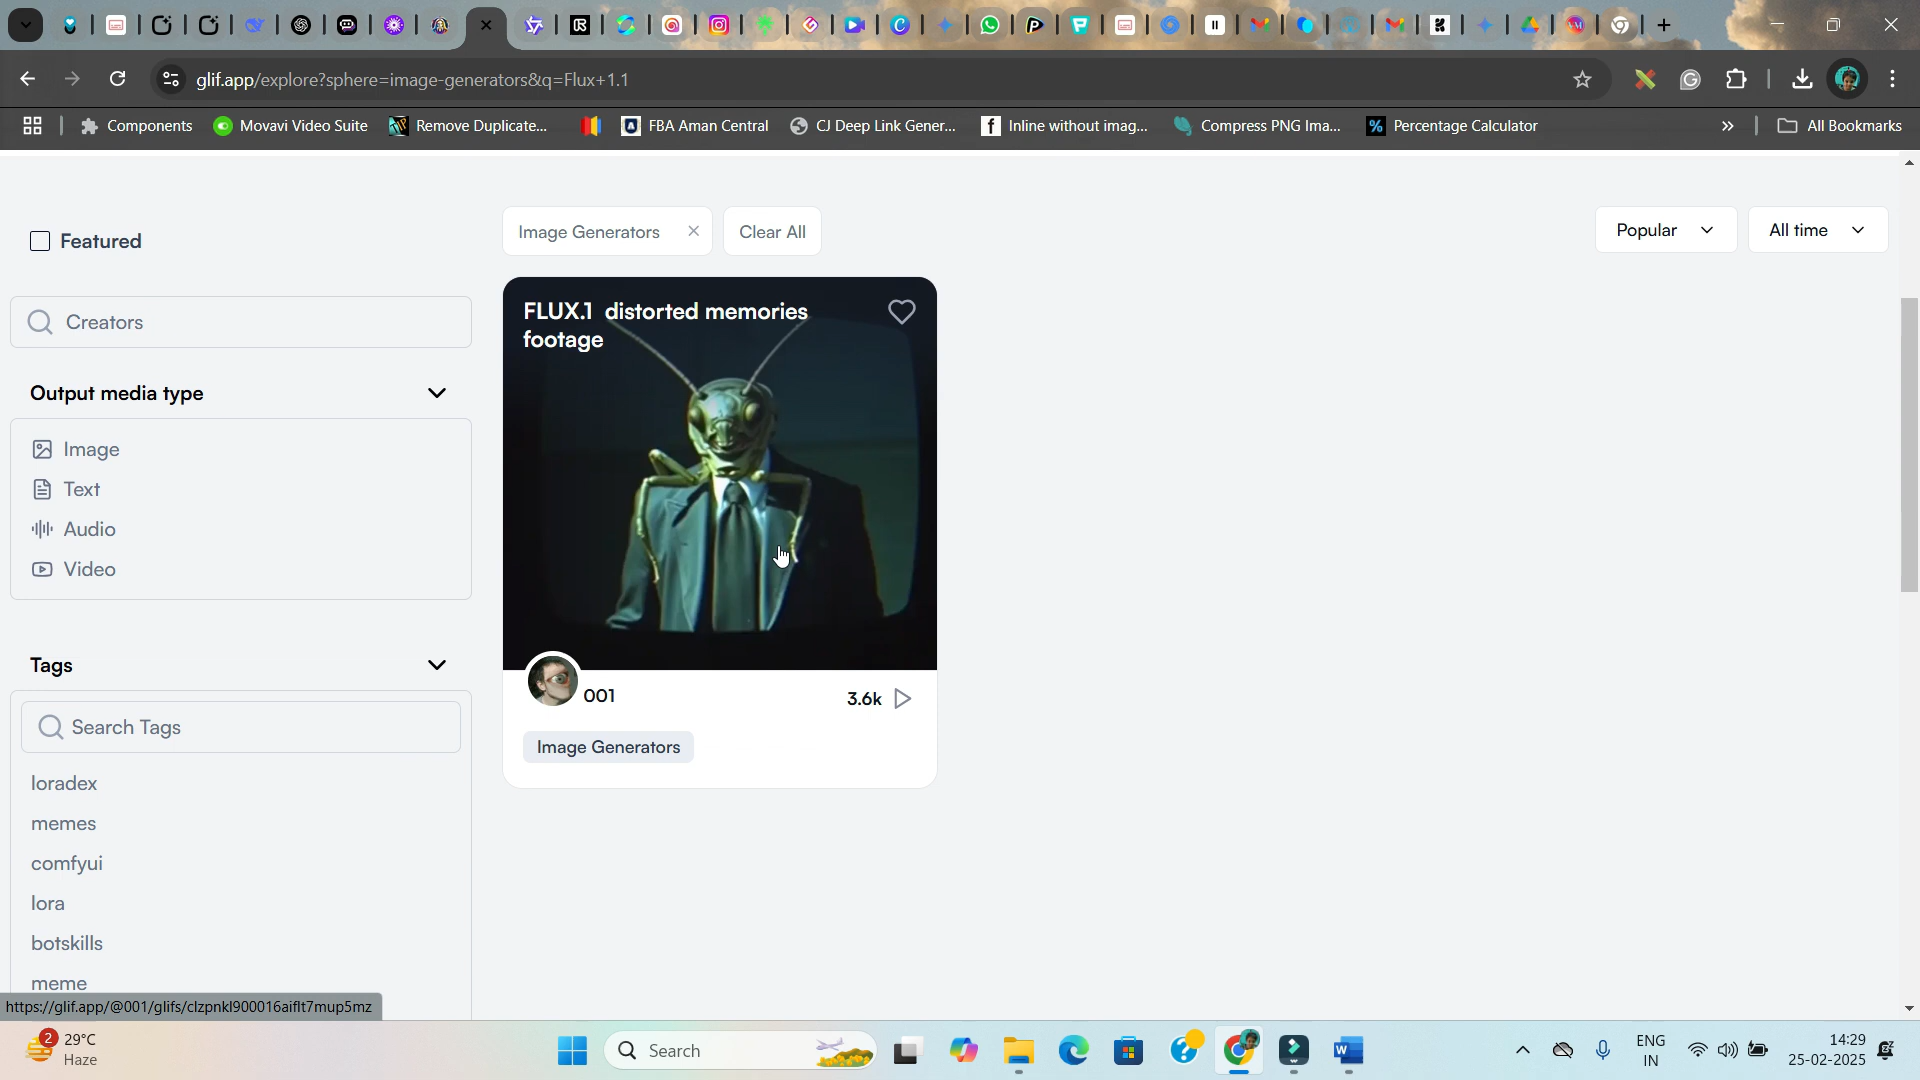 glif.app/explore?sphere=image-generators&q=Flux+1.1
Components
Movavi Video Suite
Remove Duplicate...
FBA Aman Central
CJ Deep Link Gener...
Inline without imag...
Compress PNG Ima...
Percentage Calculator
»
All Bookmarks
Featured
Image Generators ×
Clear All
Popular
All time
Creators
Output media type
Image
Text
Audio
Video
Tags
Search Tags
loradex
memes
comfyui
lora
botskills
meme
FLUX.1 distorted memories
footage
001
3.6k
Image Generators
https://glif.app/@001/glifs/clzpnkl900016aiflt7mup5mz
2
29°C
Haze
Search
ENG
IN
14:29
25-02-2025